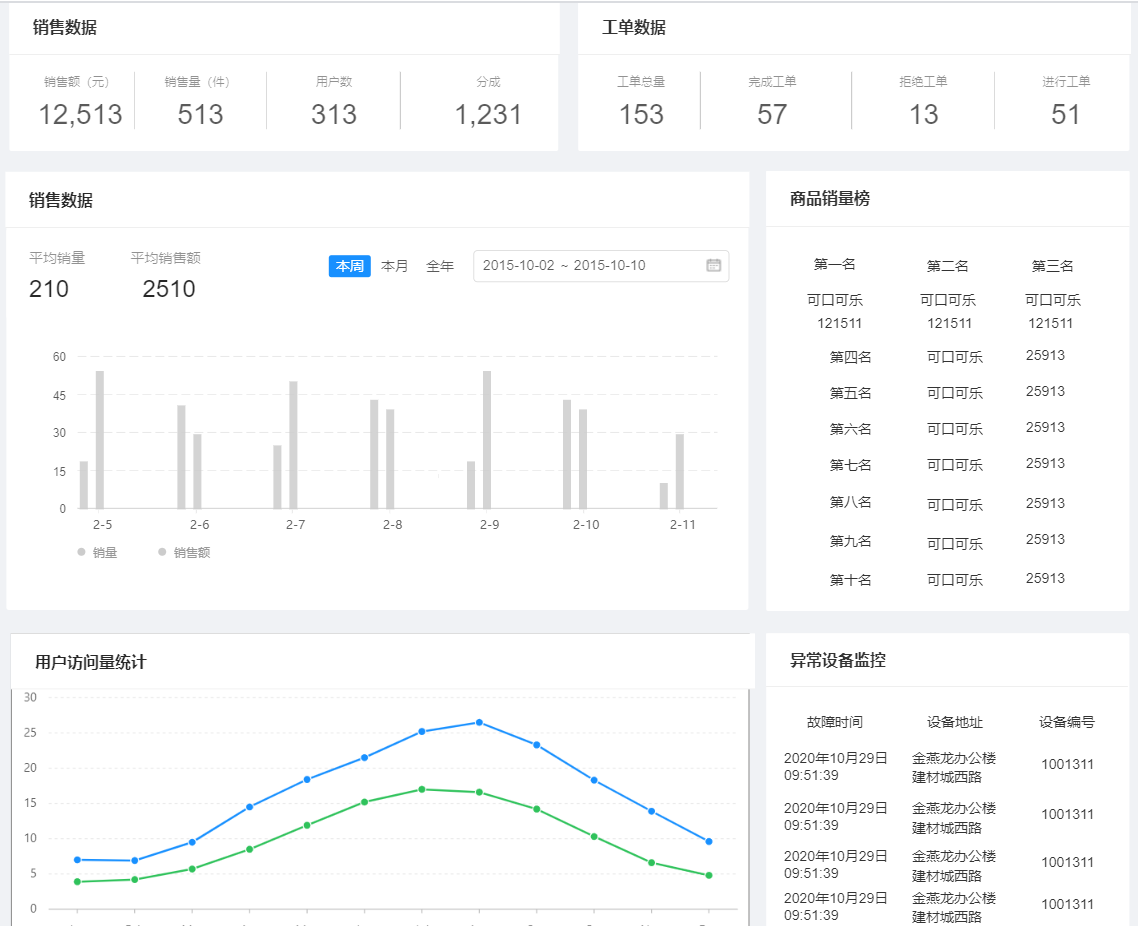 销售数据
销售额（元） 销售量（件） 用户数 分成
12,513 513 313 1,231
工单数据
工单总量 完成工单 拒绝工单 进行工单
153 57 13 51
销售数据
平均销量 平均销售额
210 2510
本周 本月 全年 2015-10-02 ~ 2015-10-10
60
45
30
15
0
2-5 2-6 2-7 2-8 2-9 2-10 2-11
销量 销售额
商品销量榜
第一名 第二名 第三名
可口可乐 可口可乐 可口可乐
121511 121511 121511
第四名 可口可乐 25913
第五名 可口可乐 25913
第六名 可口可乐 25913
第七名 可口可乐 25913
第八名 可口可乐 25913
第九名 可口可乐 25913
第十名 可口可乐 25913
用户访问量统计
30
25
20
15
10
5
0
异常设备监控
故障时间 设备地址 设备编号
2020年10月29日 金燕龙办公楼 1001311
09:51:39 建材城西路
2020年10月29日 金燕龙办公楼 1001311
09:51:39 建材城西路
2020年10月29日 金燕龙办公楼 1001311
09:51:39 建材城西路
2020年10月29日 金燕龙办公楼 1001311
09:51:39 建材城西路